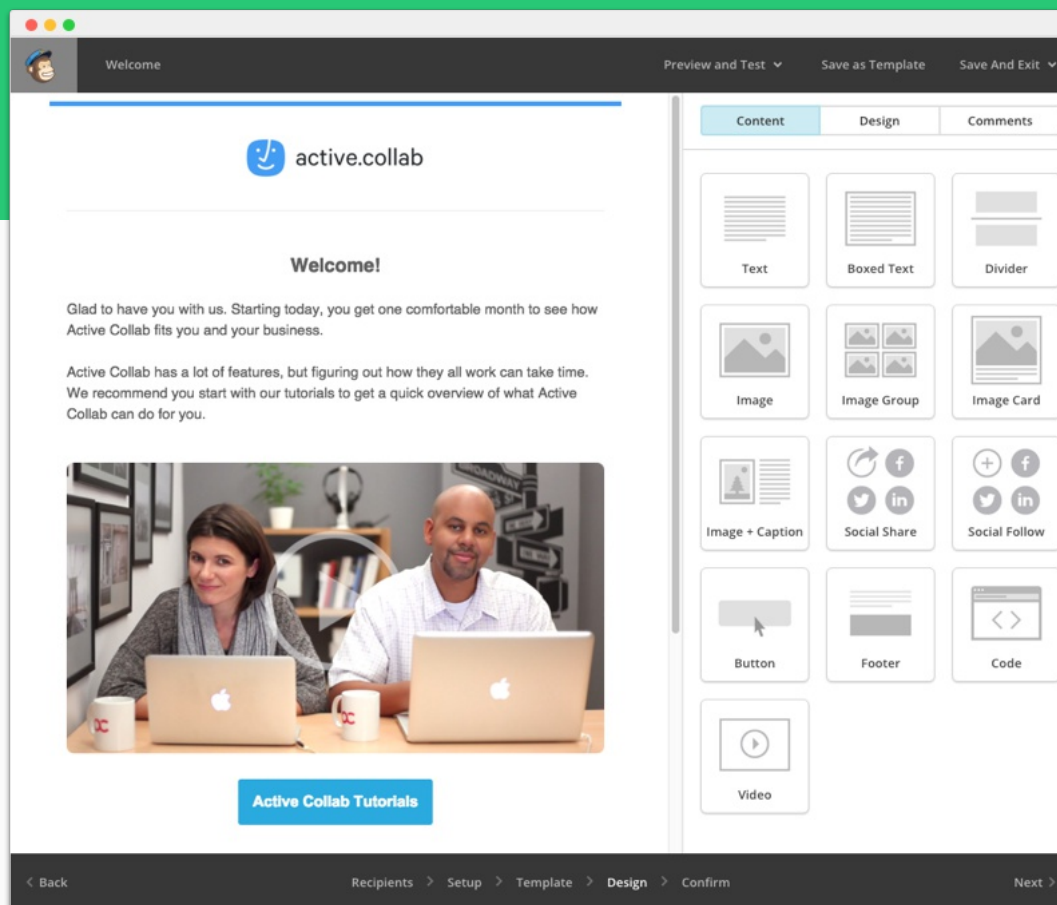 Welcome
Preview and Test
Save as Template
Save And Exit
active.collab
Welcome!
Glad to have you with us. Starting today, you get one comfortable month to see how
Active Collab fits you and your business.
Active Collab has a lot of features, but figuring out how they all work can take time.
We recommend you start with our tutorials to get a quick overview of what Active
Collab can do for you.
BROADWAY
Active Collab Tutorials
Content
Design
Comments
Text
Boxed Text
Divider
Image
Image Group
Image Card
Image + Caption
Social Share
Social Follow
Button
Footer
Code
Video
< Back
Recipients > Setup > Template > Design > Confirm
Next >